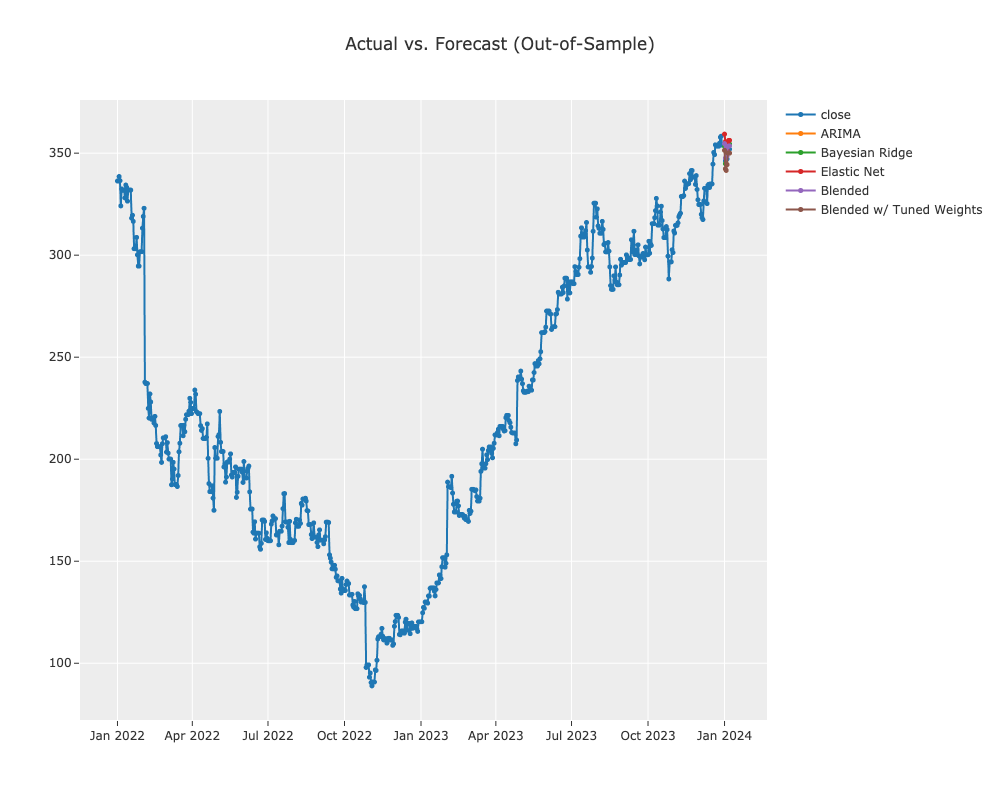 Actual vs. Forecast (Out-of-Sample)
350
300
250
200
150
100
Jan 2022 Apr 2022 Jul 2022 Oct 2022 Jan 2023 Apr 2023 Jul 2023 Oct 2023 Jan 2024
close
ARIMA
Bayesian Ridge
Elastic Net
Blended
Blended w/ Tuned Weights